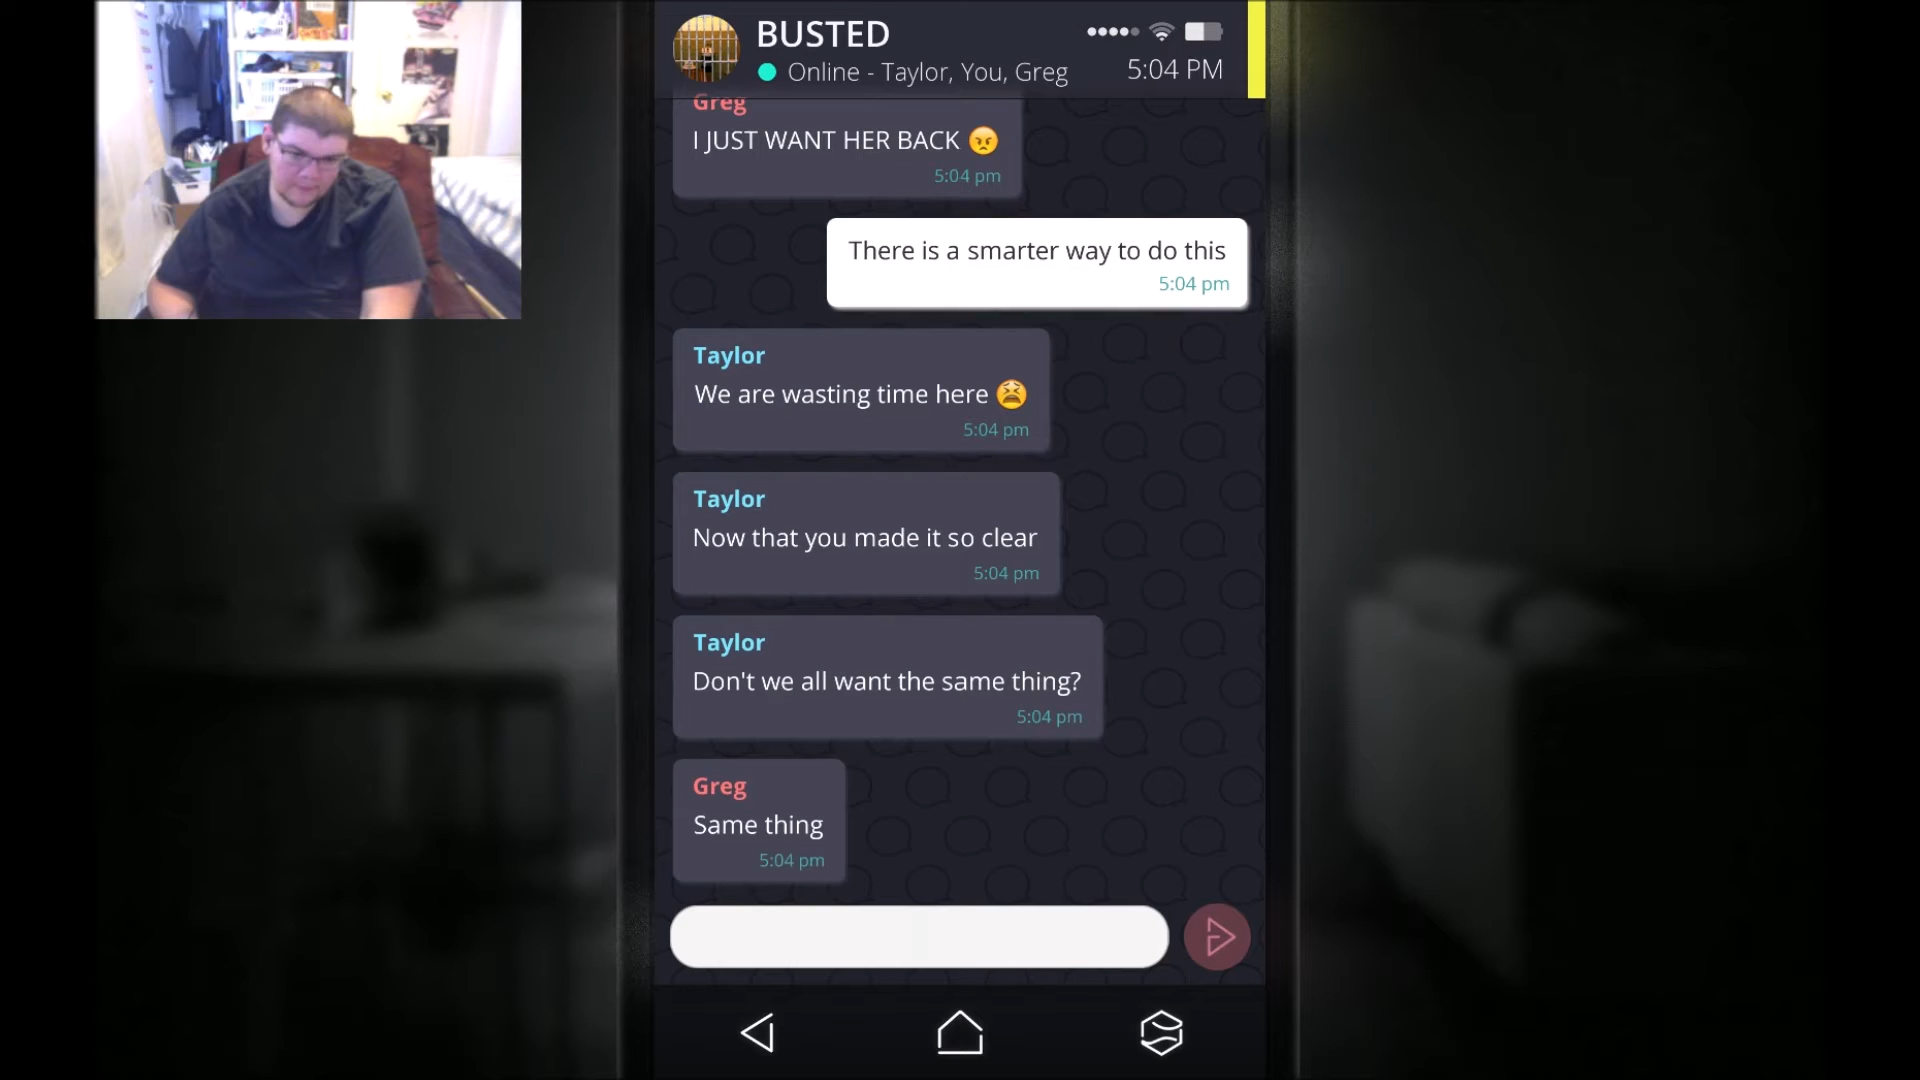 BUSTED
Online - Taylor, You, Greg
5:04 PM
Greg
I JUST WANT HER BACK 😠
5:04 pm
There is a smarter way to do this
5:04 pm
Taylor
We are wasting time here 😫
5:04 pm
Taylor
Now that you made it so clear
5:04 pm
Taylor
Don't we all want the same thing?
5:04 pm
Greg
Same thing
5:04 pm